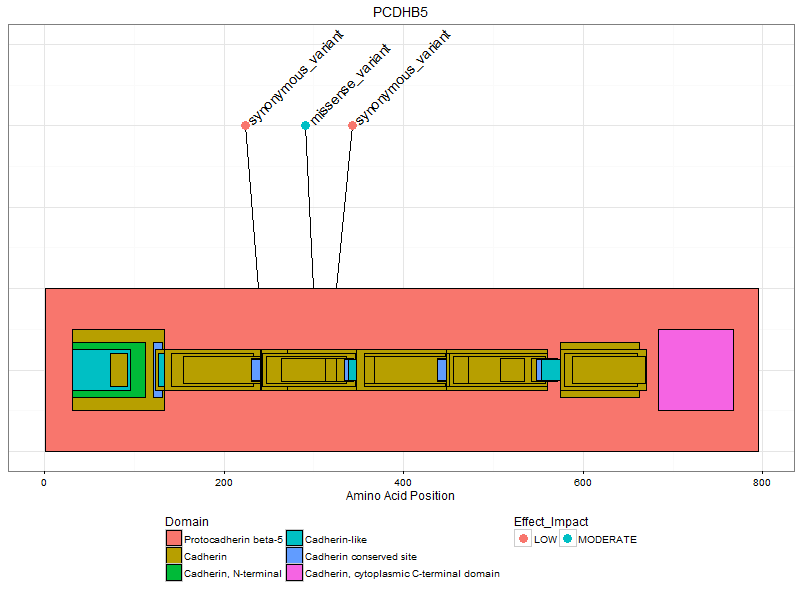 PCDHB5
synonymous_variant
missense_variant
synonymous_variant
0 200 400 600 800
Amino Acid Position
Domain
Protocadherin beta-5
Cadherin
Cadherin, N-terminal
Cadherin-like
Cadherin conserved site
Cadherin, cytoplasmic C-terminal domain
Effect_Impact
LOW MODERATE